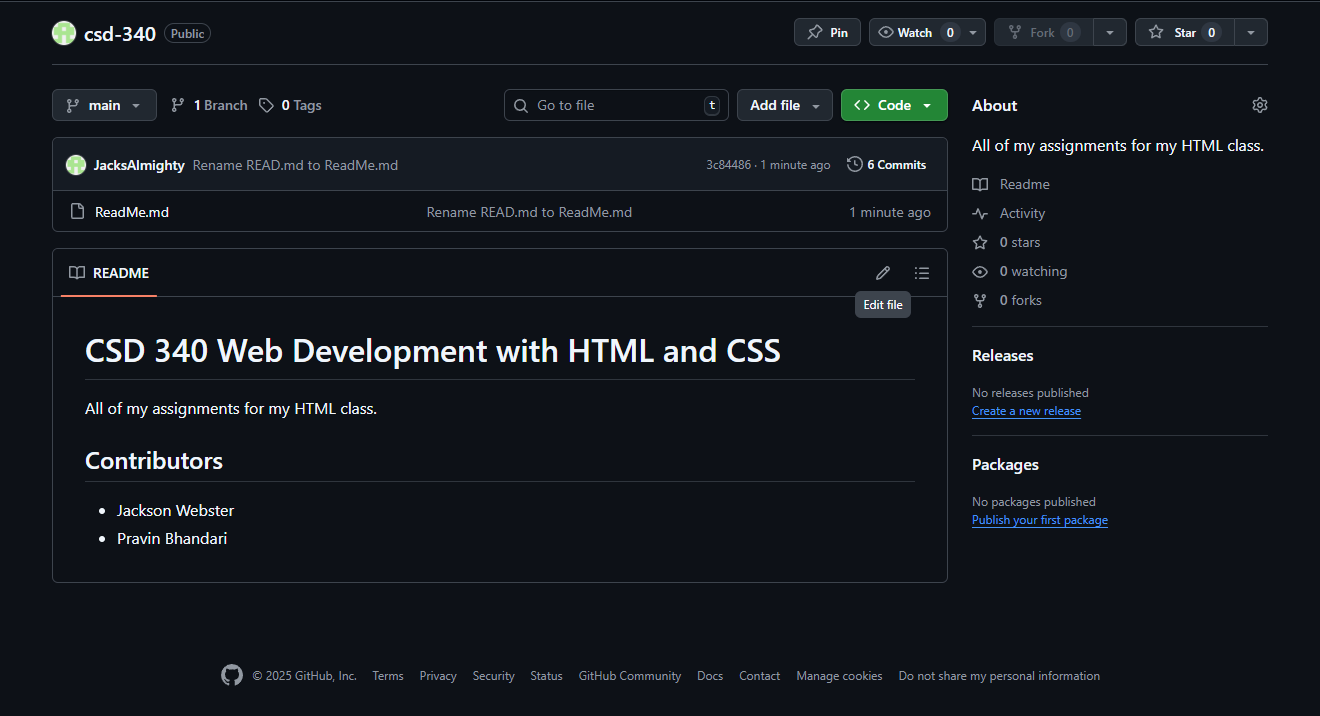 csd-340 Public Pin Watch 0 Fork 0 Star 0
main 1 Branch 0 Tags Go to file t Add file Code
JacksAlmighty Rename READ.md to ReadMe.md 3c84486 · 1 minute ago 6 Commits
ReadMe.md Rename READ.md to ReadMe.md 1 minute ago
README
Edit file
CSD 340 Web Development with HTML and CSS
All of my assignments for my HTML class.
Contributors
• Jackson Webster
• Pravin Bhandari
About
All of my assignments for my HTML class.
Readme
Activity
0 stars
0 watching
0 forks
Releases
No releases published
Create a new release
Packages
No packages published
Publish your first package
© 2025 GitHub, Inc. Terms Privacy Security Status GitHub Community Docs Contact Manage cookies Do not share my personal information